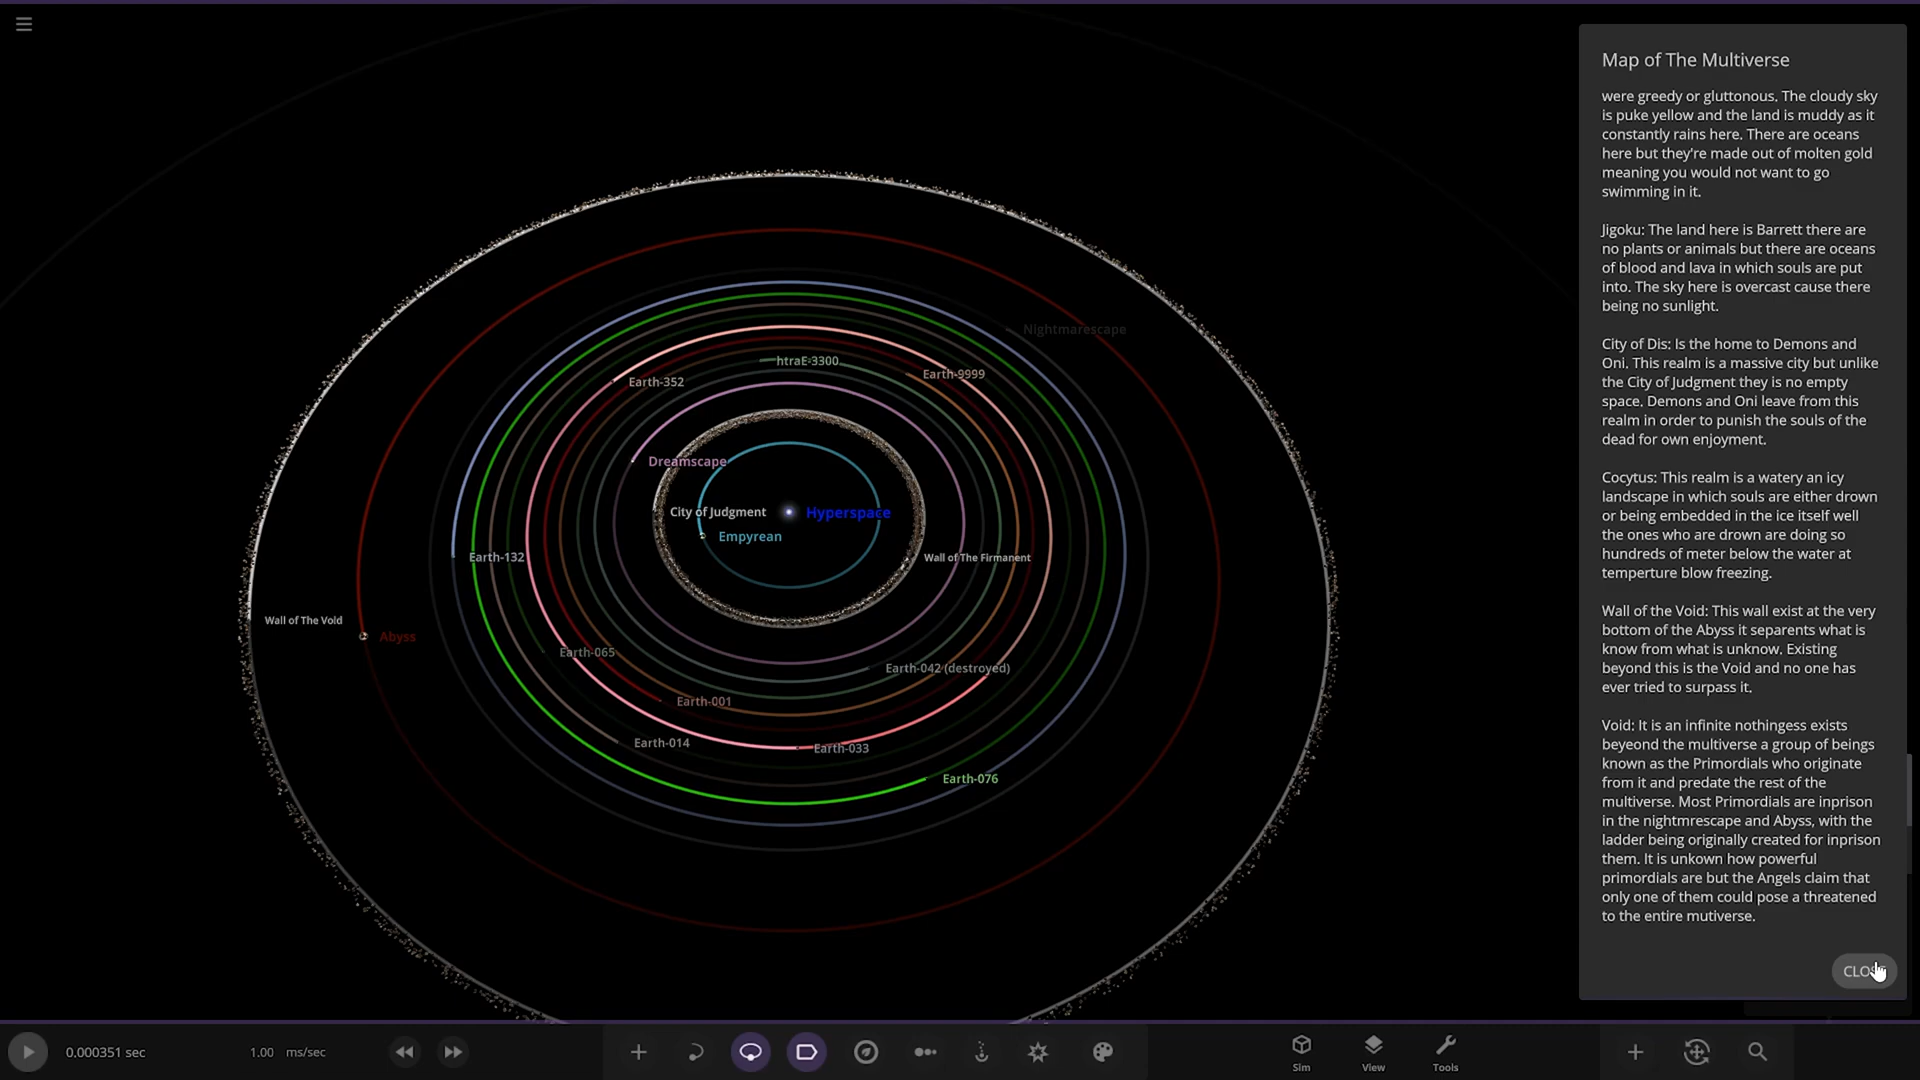 Map of The Multiverse
were greedy or gluttonous. The cloudy sky
is puke yellow and the land is muddy as it
constantly rains here. There are oceans
here but they're made out of molten gold
meaning you would not want to go
swimming in it.
Jigoku: The land here is Barrett there are
no plants or animals but there are oceans
of blood and lava in which souls are put
into. The sky here is overcast cause there
being no sunlight.
City of Dis: Is the home to Demons and
Oni. This realm is a massive city but unlike
the City of Judgment they is no empty
space. Demons and Oni leave from this
realm in order to punish the souls of the
dead for own enjoyment.
Cocytus: This realm is a watery an icy
landscape in which souls are either drown
or being embedded in the ice itself well
the ones who are drown are doing so
hundreds of meter below the water at
temperture blow freezing.
Wall of the Void: This wall exist at the very
bottom of the Abyss it separents what is
know from what is unknow. Existing
beyond this is the Void and no one has
ever tried to surpass it.
Void: It is an infinite nothingess exists
beyeond the multiverse a group of beings
known as the Primordials who originate
from it and predate the rest of the
multiverse. Most Primordials are inprison
in the nightmrescape and Abyss, with the
ladder being originally created for inprison
them. It is unkown how powerful
primordials are but the Angels claim that
only one of them could pose a threatened
to the entire mutiverse.
Nightmarescape
htraE-3300
Earth-9999
Earth-352
Dreamscape
City of Judgment
Hyperspace
Empyrean
Earth-132
Wall of The Firmanent
Wall of The Vold
Abyss
Earth-065
Earth-042 (destroyed)
Earth-001
Earth-014
Earth-033
Earth-076
0.000351 sec
1.00 ms/sec
Sim
View
Tools